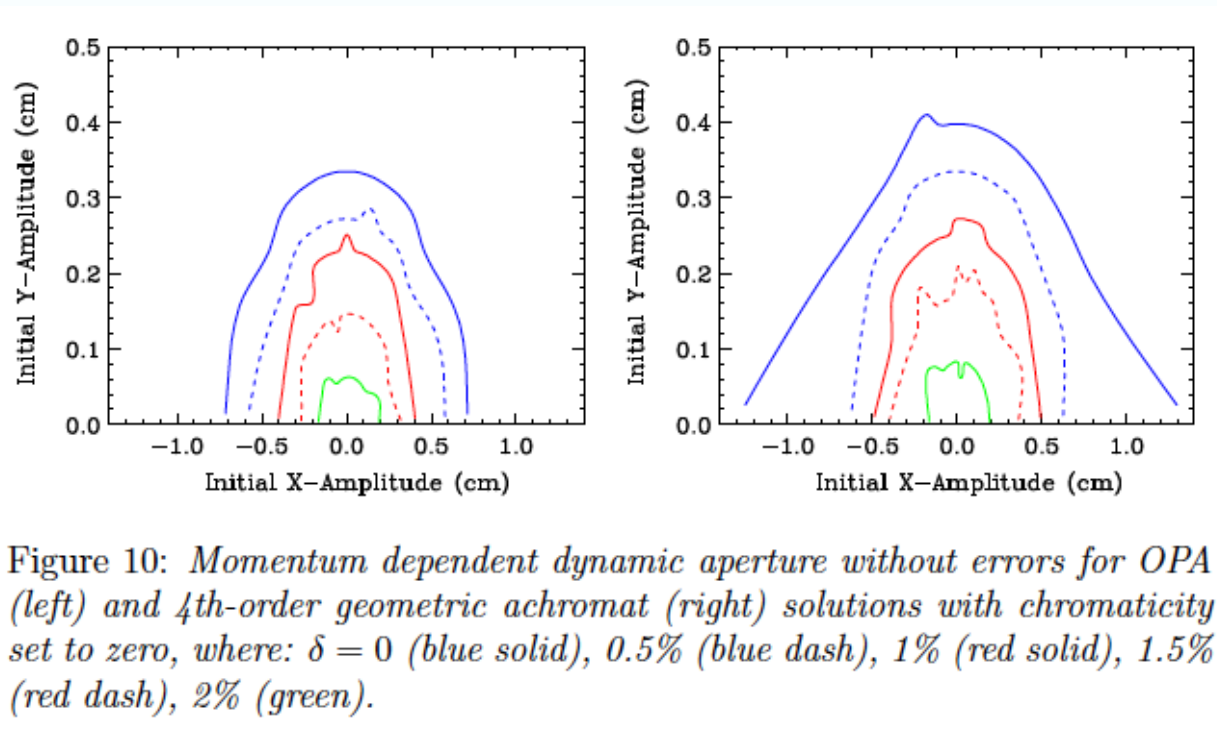 0.5
0.4
0.3
0.2
0.1
0.0
−1.0 −0.5 0.0 0.5 1.0
Initial X−Amplitude (cm)
Initial Y−Amplitude (cm)
0.5
0.4
0.3
0.2
0.1
0.0
−1.0 −0.5 0.0 0.5 1.0
Initial X−Amplitude (cm)
Initial Y−Amplitude (cm)
Figure 10: Momentum dependent dynamic aperture without errors for OPA
(left) and 4th-order geometric achromat (right) solutions with chromaticity
set to zero, where: δ = 0 (blue solid), 0.5% (blue dash), 1% (red solid), 1.5%
(red dash), 2% (green).